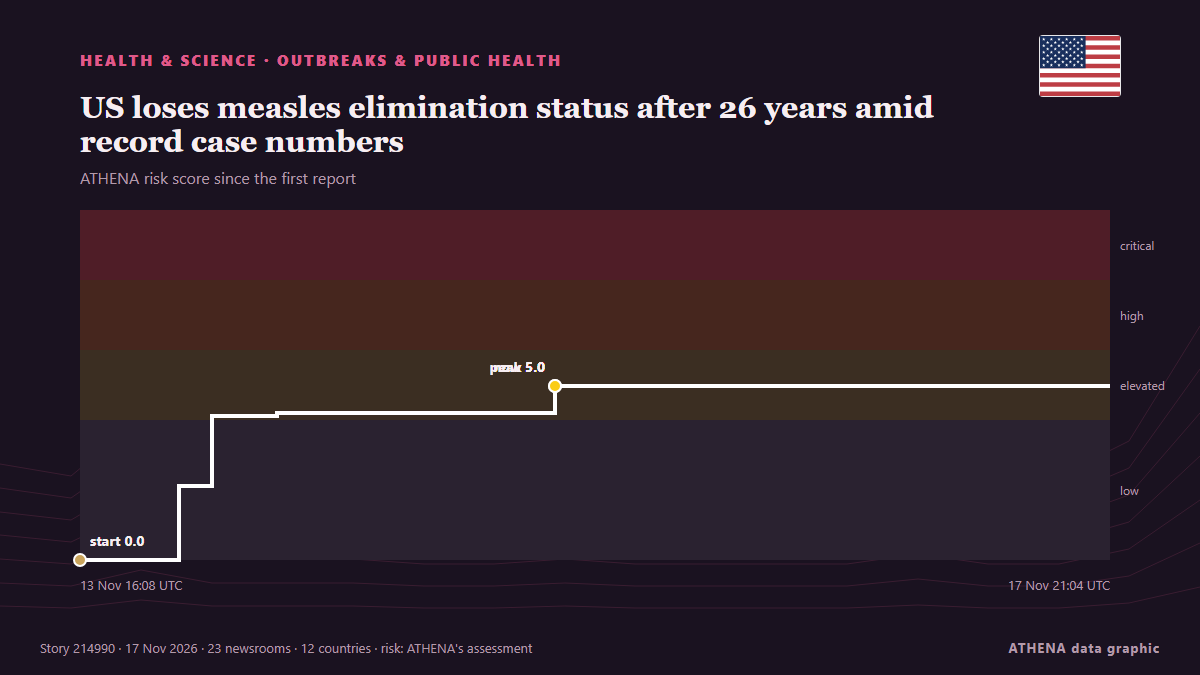 HEALTH & SCIENCE · OUTBREAKS & PUBLIC HEALTH
US loses measles elimination status after 26 years amid
record case numbers
ATHENA risk score since the first report
critical
high
peak 5.0
elevated
low
start 0.0
13 Nov 16:08 UTC
17 Nov 21:04 UTC
Story 214990 · 17 Nov 2026 · 23 newsrooms · 12 countries · risk: ATHENA's assessment
ATHENA data graphic